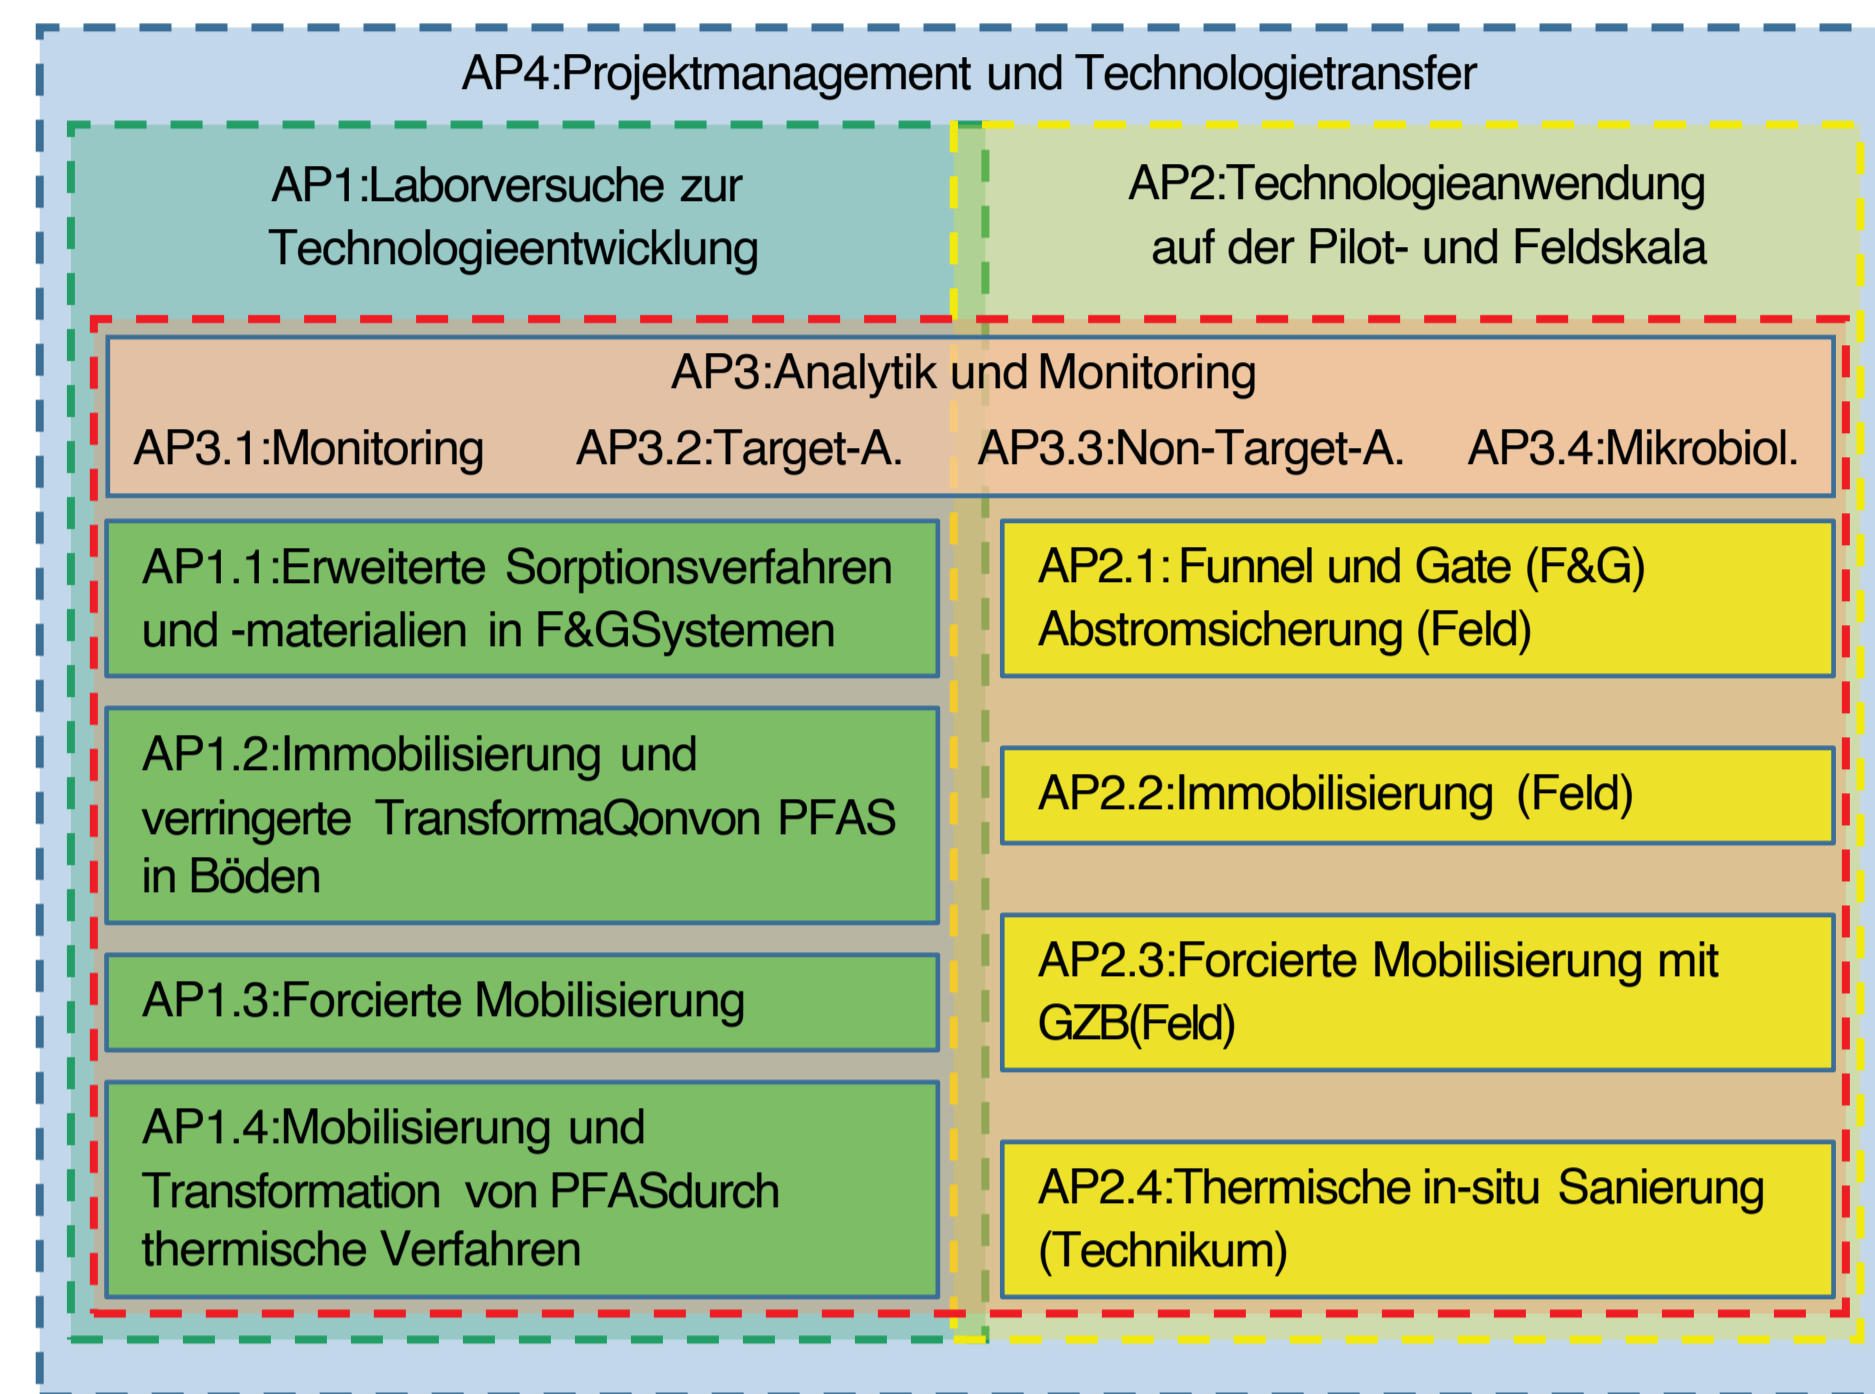 AP4:Projektmanagement und Technologietransfer
AP1:Laborversuche zur
Technologieentwicklung
AP2:Technologieanwendung
auf der Pilot- und Feldskala
AP3:Analytik und Monitoring
AP3.1:Monitoring AP3.2:Target-A. AP3.3:Non-Target-A. AP3.4:Mikrobiol.
AP1.1:Erweiterte Sorptionsverfahren
und -materialien in F&GSystemen
AP1.2:Immobilisierung und
verringerte TransformaQonvon PFAS
in Böden
AP1.3:Forcierte Mobilisierung
AP1.4:Mobilisierung und
Transformation von PFASdurch
thermische Verfahren
AP2.1: Funnel und Gate (F&G)
Abstromsicherung (Feld)
AP2.2:Immobilisierung (Feld)
AP2.3:Forcierte Mobilisierung mit
GZB(Feld)
AP2.4:Thermische in-situ Sanierung
(Technikum)